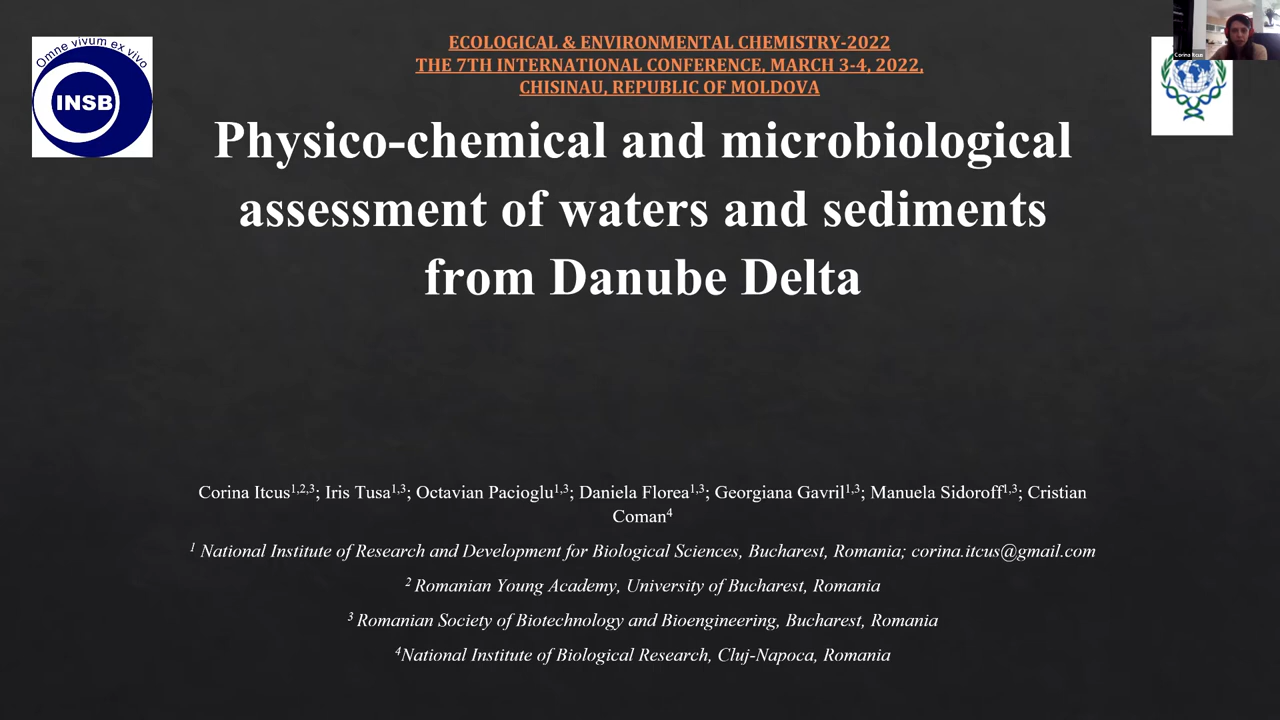 Omne vivum ex vivo
INSB
ECOLOGICAL & ENVIRONMENTAL CHEMISTRY-2022
THE 7TH INTERNATIONAL CONFERENCE, MARCH 3-4, 2022,
CHISINAU, REPUBLIC OF MOLDOVA
Corina Itcus
Physico-chemical and microbiological
assessment of waters and sediments
from Danube Delta
Corina Itcus1,2,3; Iris Tusa1,3; Octavian Pacioglu1,3; Daniela Florea1,3; Georgiana Gavril1,3; Manuela Sidoroff1,3; Cristian
Coman4
1 National Institute of Research and Development for Biological Sciences, Bucharest, Romania; corina.itcus@gmail.com
2 Romanian Young Academy, University of Bucharest, Romania
3 Romanian Society of Biotechnology and Bioengineering, Bucharest, Romania
4National Institute of Biological Research, Cluj-Napoca, Romania